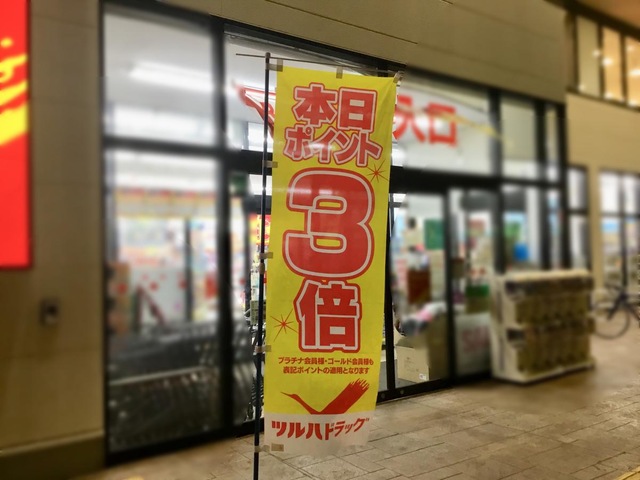 本日
ポイント
3
倍
プラチナ会員様・ゴールド会員様も
表記ポイントの適用となります
ツルハドラッグ
入口